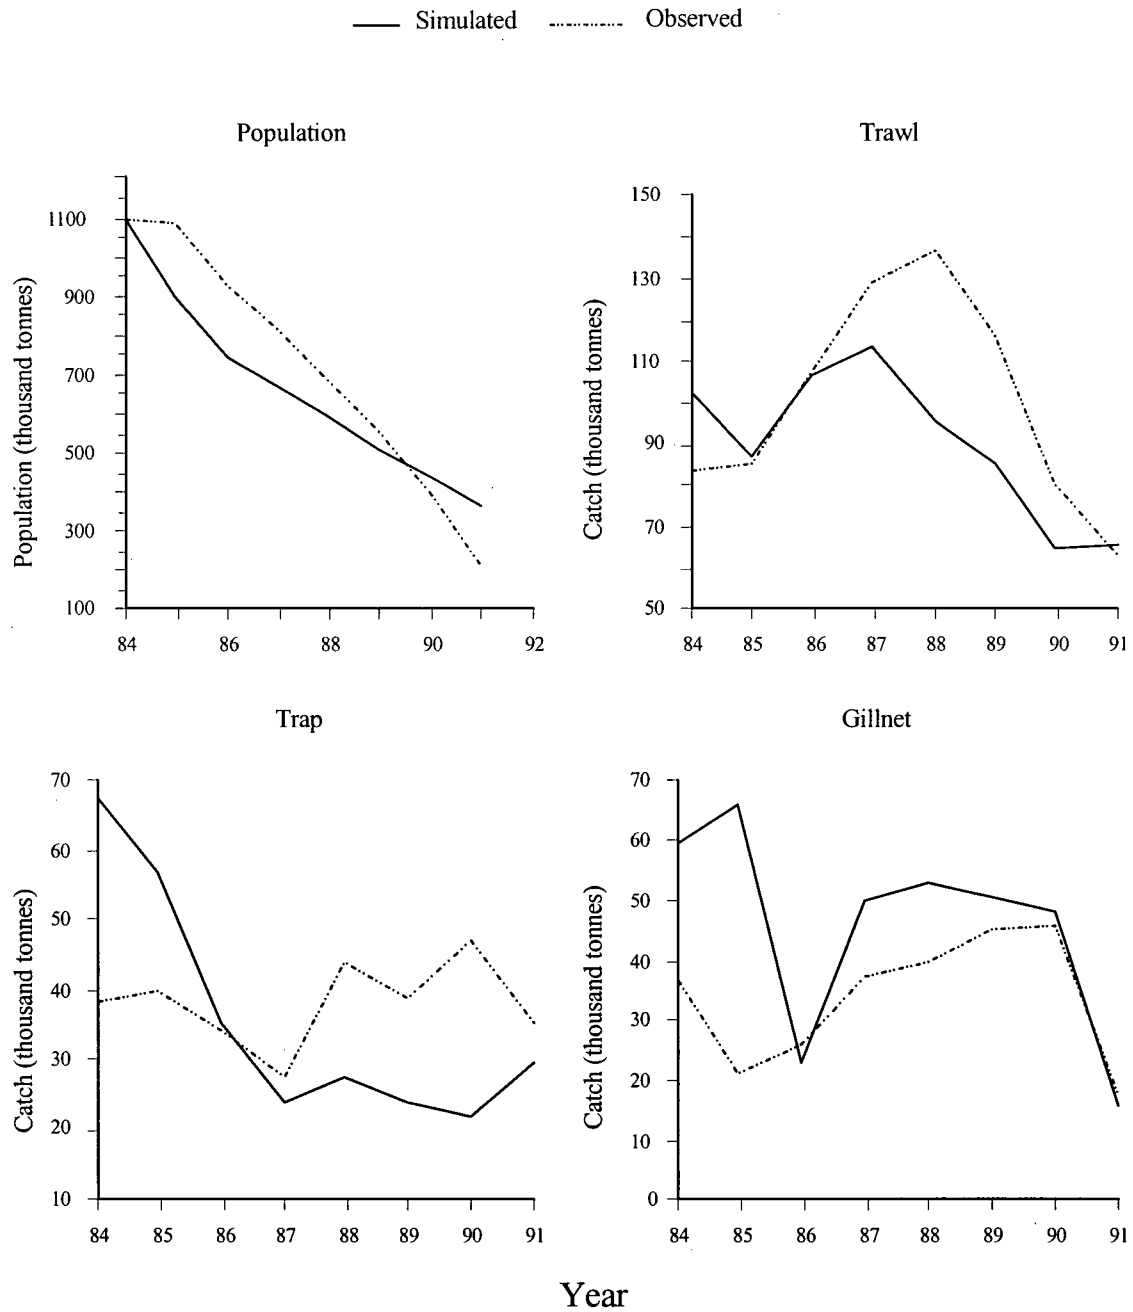 Simulated Observed
Population
Population (thousand tonnes)
1100
900
700
500
300
100
84 86 88 90 92
Trawl
Catch (thousand tonnes)
150
130
110
90
70
50
84 85 86 87 88 89 90 91
Trap
Catch (thousand tonnes)
70
60
50
40
30
20
10
84 85 86 87 88 89 90 91
Gillnet
Catch (thousand tonnes)
70
60
50
40
30
20
10
0
84 85 86 87 88 89 90 91
Year